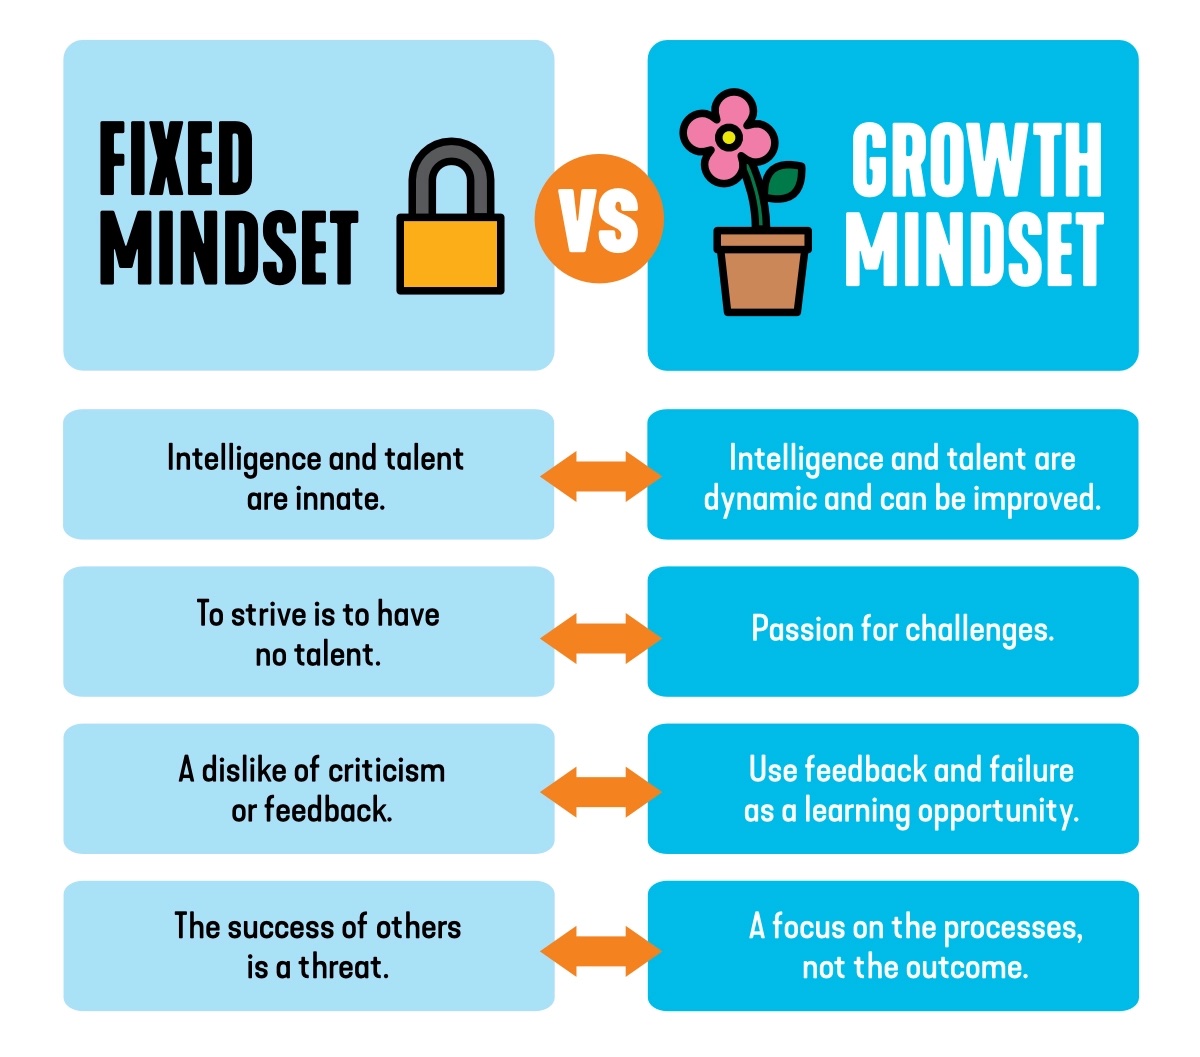 FIXED
MINDSET
VS
GROWTH
MINDSET
Intelligence and talent
are innate.
Intelligence and talent are
dynamic and can be improved.
To strive is to have
no talent.
Passion for challenges.
A dislike of criticism
or feedback.
Use feedback and failure
as a learning opportunity.
The success of others
is a threat.
A focus on the processes,
not the outcome.